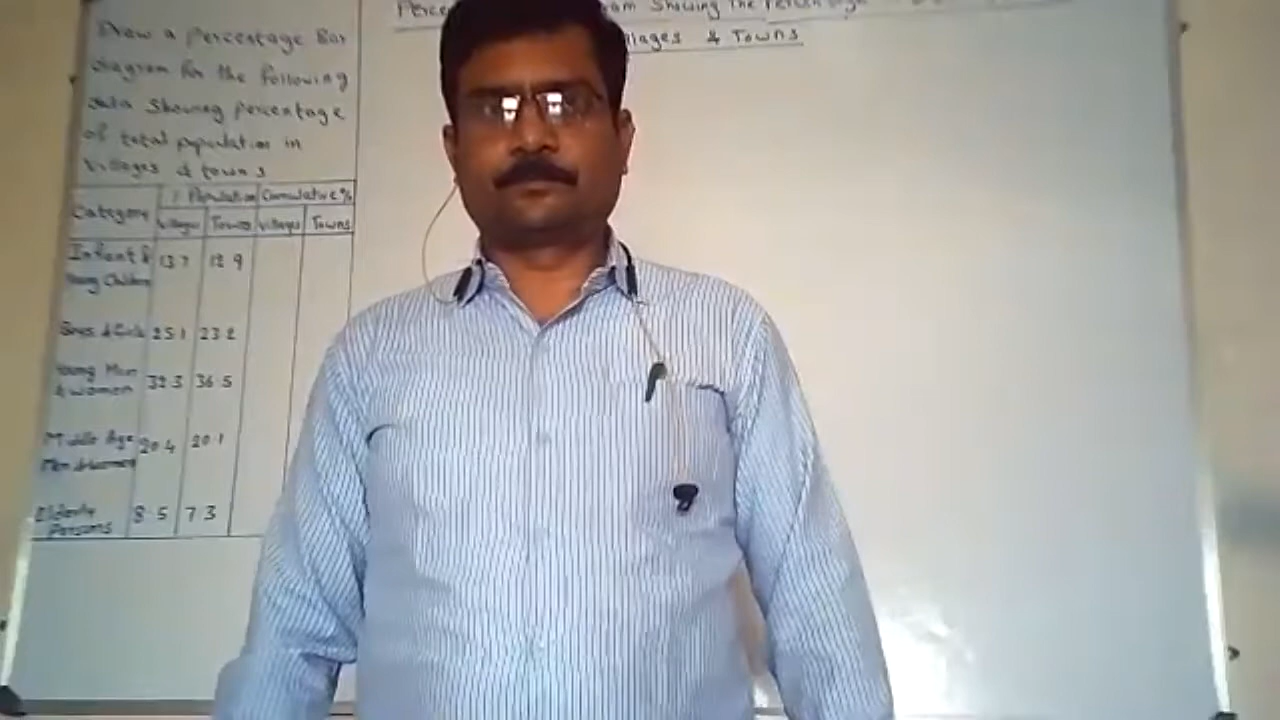 Draw a percentage Bar
diagram for the following
data showing percentage
of total population in
Villages & towns
Category % Population Cumulative %
Villages Towns Villages Towns
Infant &
Young Children 13.7 12.9
Boys & Girls 25.1 23.2
Young Men
& women 32.3 36.5
Middle Age
Men & women 20.4 20.1
Elderly
Persons 8.5 7.3
Showing The Percentage
& Towns